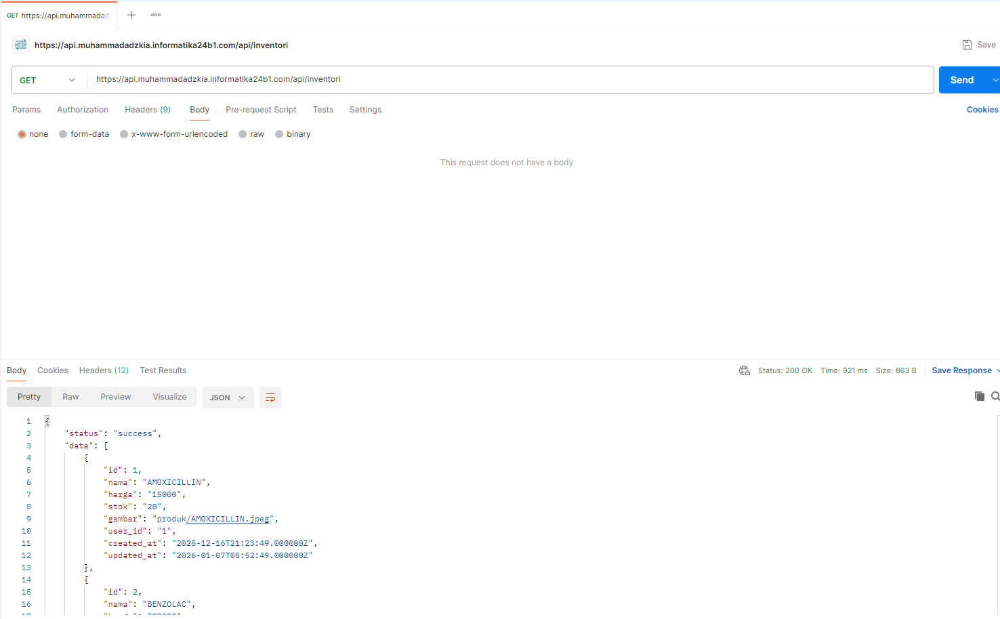 GET https://api.muhammadad
HTTP https://api.muhammadadzkia.informatika24b1.com/api/inventori
Save
GET https://api.muhammadadzkia.informatika24b1.com/api/inventori
Send
Params Authorization Headers (9) Body Pre-request Script Tests Settings
Cookies
none form-data x-www-form-urlencoded raw binary
This request does not have a body
Body Cookies Headers (12) Test Results
Status: 200 OK Time: 921 ms Size: 863 B Save Response
Pretty Raw Preview Visualize JSON
1 {
2 "status": "success",
3 "data": [
4 {
5 "id": 1,
6 "nama": "AMOXICILLIN",
7 "harga": "15000",
8 "stok": "28",
9 "gambar": "produk/AMOXICILLIN.jpeg",
10 "user_id": "1",
11 "created_at": "2025-12-16T21:23:49.000000Z",
12 "updated_at": "2026-01-07T05:52:49.000000Z"
13 },
14 {
15 "id": 2,
16 "nama": "BENZOLAC",
17